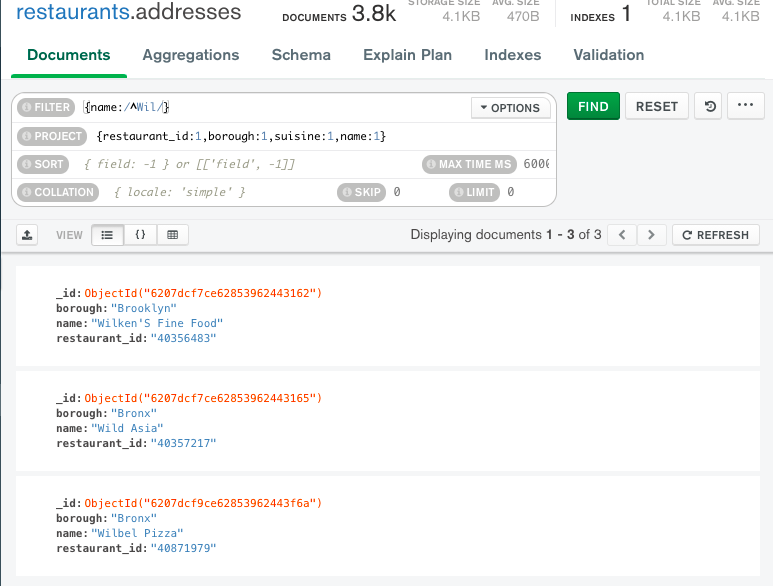 restaurants.addresses
DOCUMENTS 3.8k
STORAGE SIZE 4.1KB
AVG. SIZE 470B
INDEXES 1
TOTAL SIZE 4.1KB
AVG. SIZE 4.1KB
Documents Aggregations Schema Explain Plan Indexes Validation
FILTER {name:/^Wil/} OPTIONS FIND RESET ...
PROJECT {restaurant_id:1,borough:1,suisine:1,name:1}
SORT { field: -1 } or [['field', -1]] MAX TIME MS 6000
COLLATION { locale: 'simple' } SKIP 0 LIMIT 0
VIEW {} Displaying documents 1 - 3 of 3 < > REFRESH
_id: ObjectId("6207dcf7ce62853962443162")
borough: "Brooklyn"
name: "Wilken'S Fine Food"
restaurant_id: "40356483"
_id: ObjectId("6207dcf7ce62853962443165")
borough: "Bronx"
name: "Wild Asia"
restaurant_id: "40357217"
_id: ObjectId("6207dcf9ce62853962443f6a")
borough: "Bronx"
name: "Wilbel Pizza"
restaurant_id: "40871979"